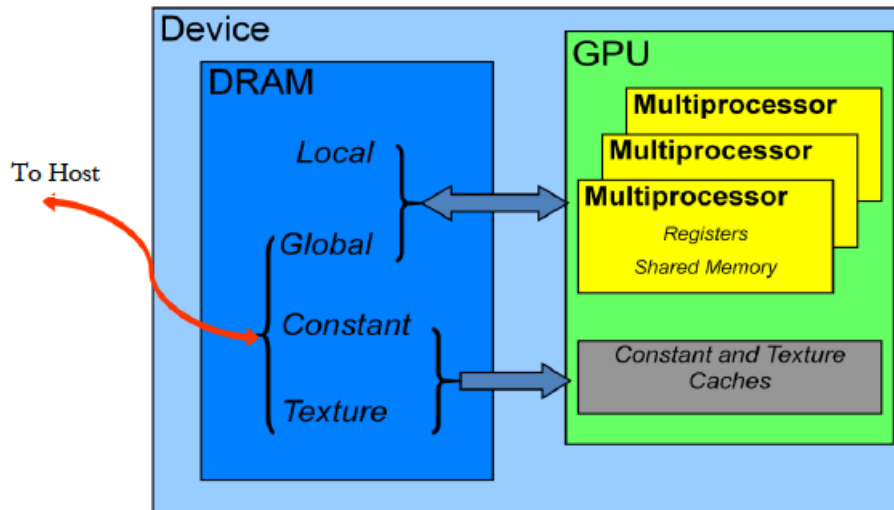 Device
DRAM
GPU
Multiprocessor
Multiprocessor
Multiprocessor
Registers
Shared Memory
To Host
Local
Global
Constant
Texture
Constant and Texture
Caches